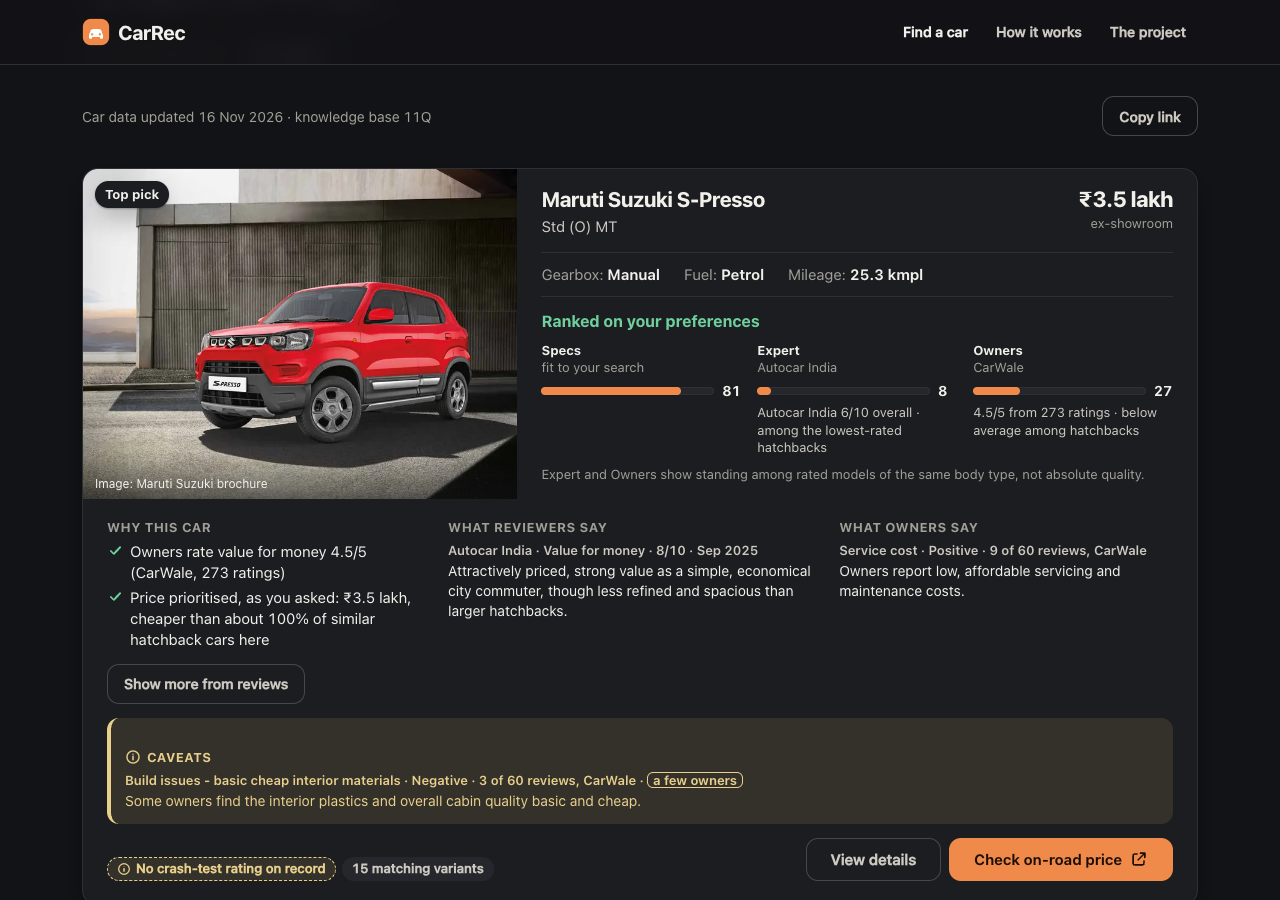 CarRec
Find a car
How it works
The project
Car data updated 16 Nov 2026 · knowledge base 11Q
Copy link
Top pick
S-PRESSO
Image: Maruti Suzuki brochure
Maruti Suzuki S-Presso
₹3.5 lakh
Std (O) MT
ex-showroom
Gearbox: Manual Fuel: Petrol Mileage: 25.3 kmpl
Ranked on your preferences
Specs
fit to your search
81
Expert
Autocar India
8
Autocar India 6/10 overall ·
among the lowest-rated
hatchbacks
Owners
CarWale
27
4.5/5 from 273 ratings · below
average among hatchbacks
Expert and Owners show standing among rated models of the same body type, not absolute quality.
WHY THIS CAR
Owners rate value for money 4.5/5
(CarWale, 273 ratings)
Price prioritised, as you asked: ₹3.5 lakh,
cheaper than about 100% of similar
hatchback cars here
WHAT REVIEWERS SAY
Autocar India · Value for money · 8/10 · Sep 2025
Attractively priced, strong value as a simple, economical
city commuter, though less refined and spacious than
larger hatchbacks.
WHAT OWNERS SAY
Service cost · Positive · 9 of 60 reviews, CarWale
Owners report low, affordable servicing and
maintenance costs.
Show more from reviews
CAVEATS
Build issues - basic cheap interior materials · Negative · 3 of 60 reviews, CarWale · a few owners
Some owners find the interior plastics and overall cabin quality basic and cheap.
No crash-test rating on record
15 matching variants
View details
Check on-road price